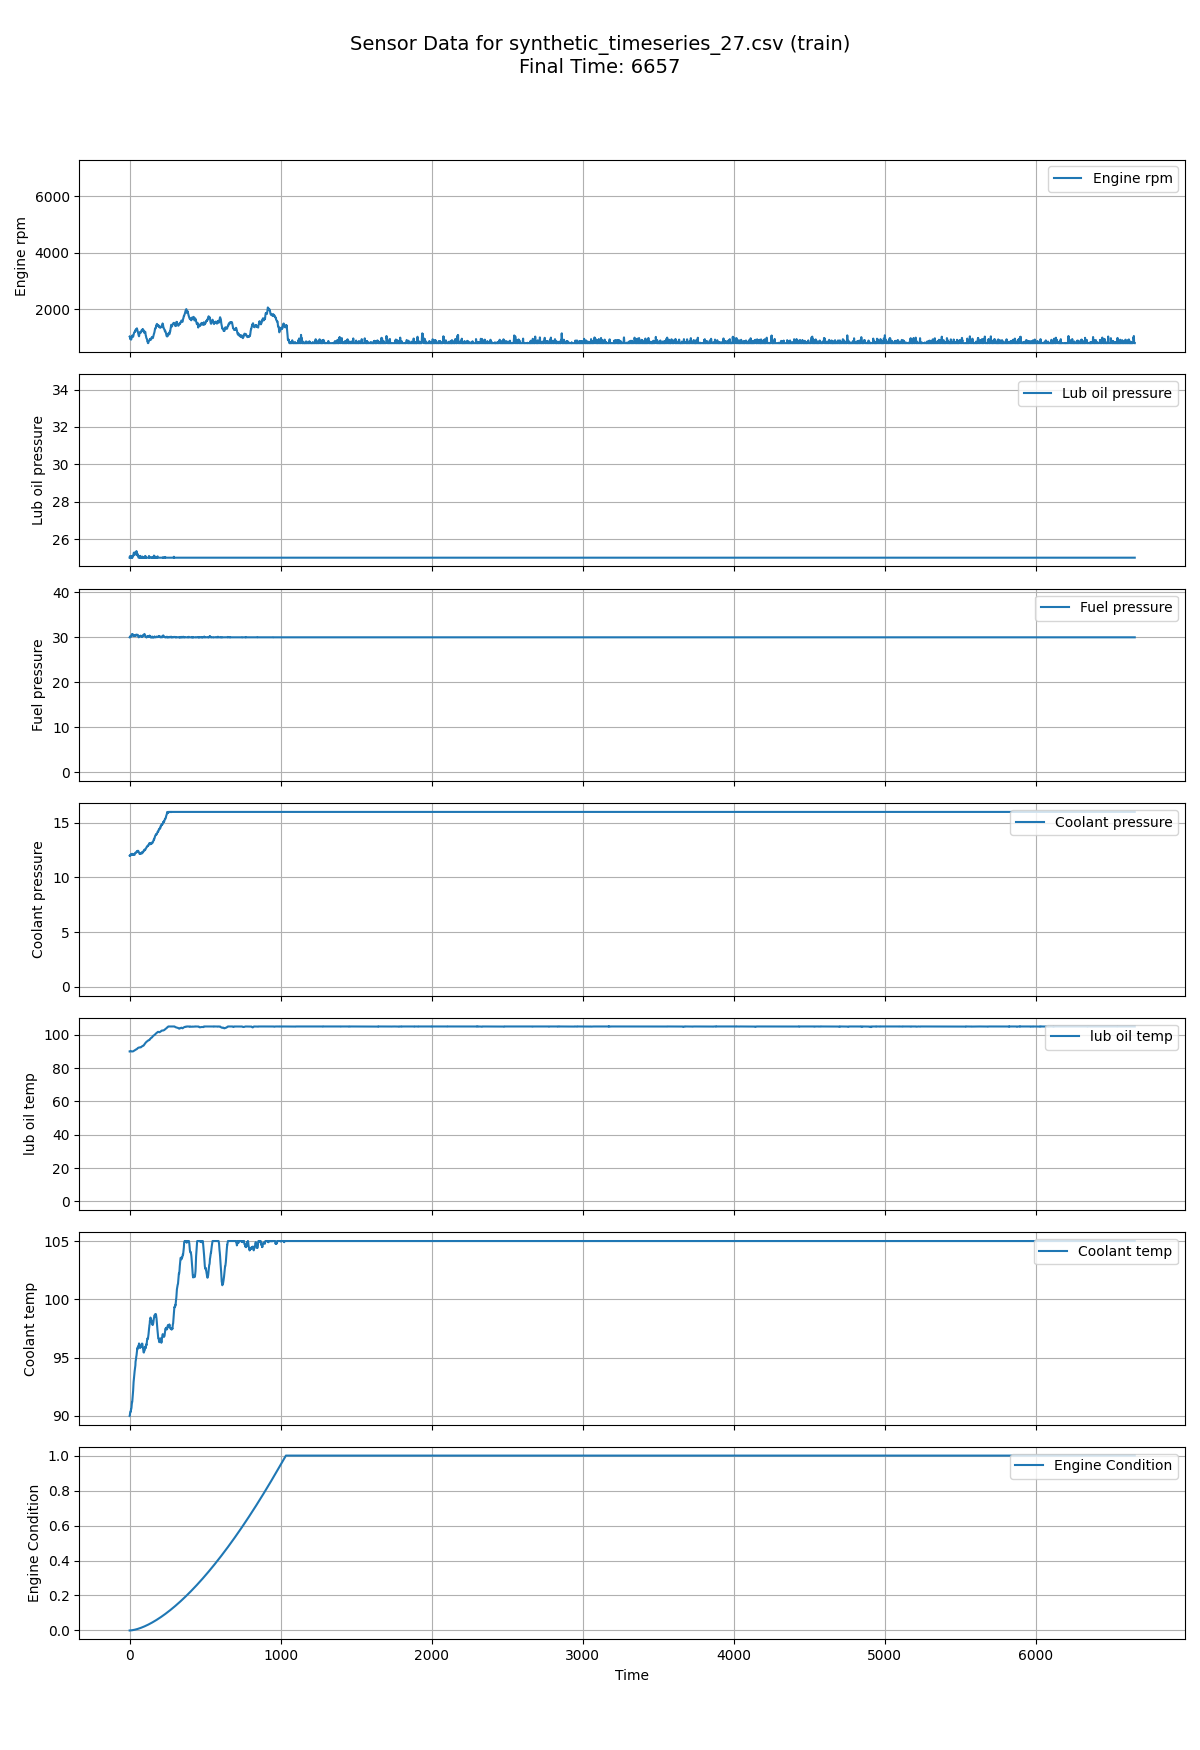 Sensor Data for synthetic_timeseries_27.csv (train)
Final Time: 6657
Engine rpm
6000
4000
2000
Engine rpm
Lub oil pressure
34
32
30
28
26
Lub oil pressure
Fuel pressure
40
30
20
10
0
Fuel pressure
Coolant pressure
15
10
5
0
Coolant pressure
lub oil temp
100
80
60
40
20
0
lub oil temp
Coolant temp
105
100
95
90
Coolant temp
Engine Condition
1.0
0.8
0.6
0.4
0.2
0.0
Engine Condition
0 1000 2000 3000 4000 5000 6000
Time